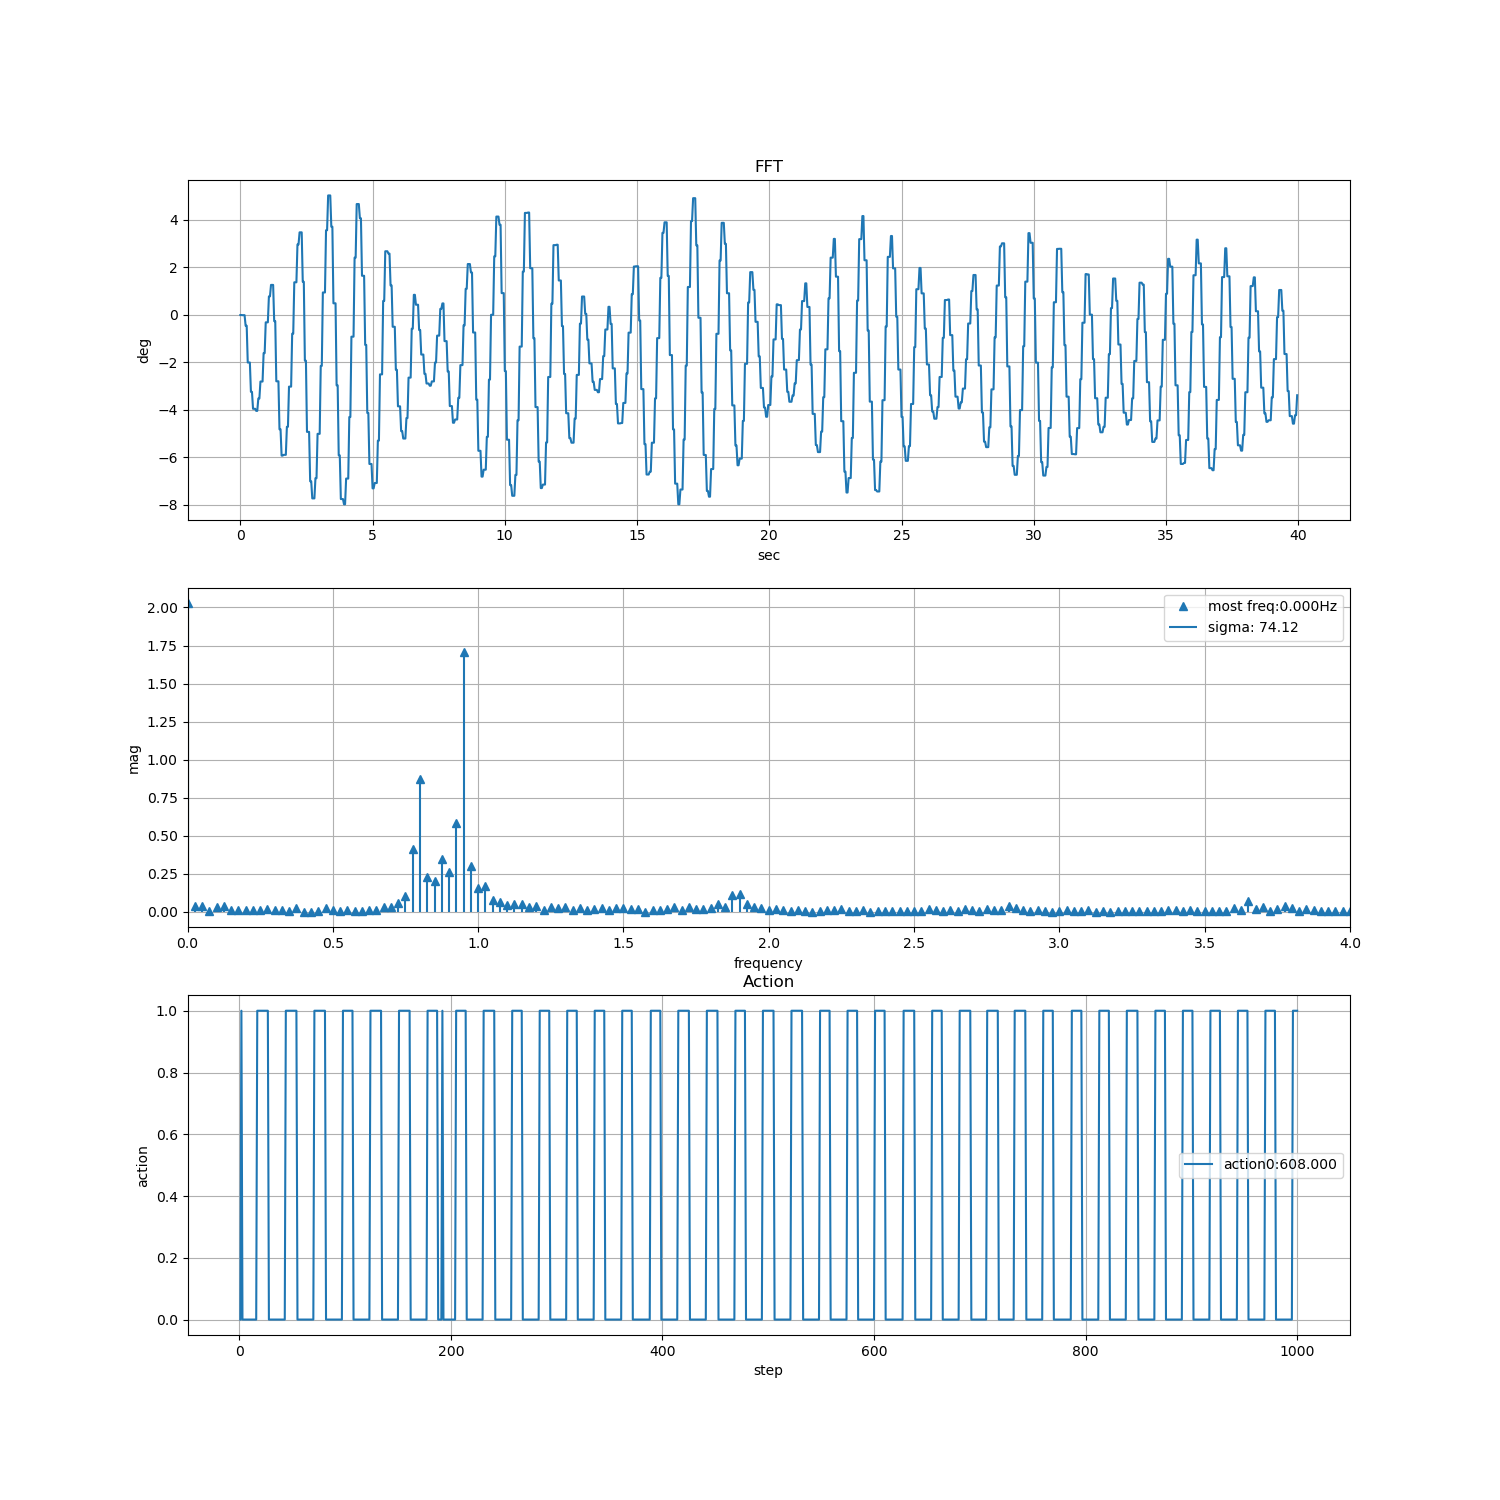 FFT
4
2
0
−2
−4
−6
−8
deg
0 5 10 15 20 25 30 35 40
sec
2.00
1.75
1.50
1.25
1.00
0.75
0.50
0.25
0.00
mag
most freq:0.000Hz
sigma: 74.12
0.0 0.5 1.0 1.5 2.0 2.5 3.0 3.5 4.0
frequency
Action
1.0
0.8
0.6
0.4
0.2
0.0
action
action0:608.000
0 200 400 600 800 1000
step